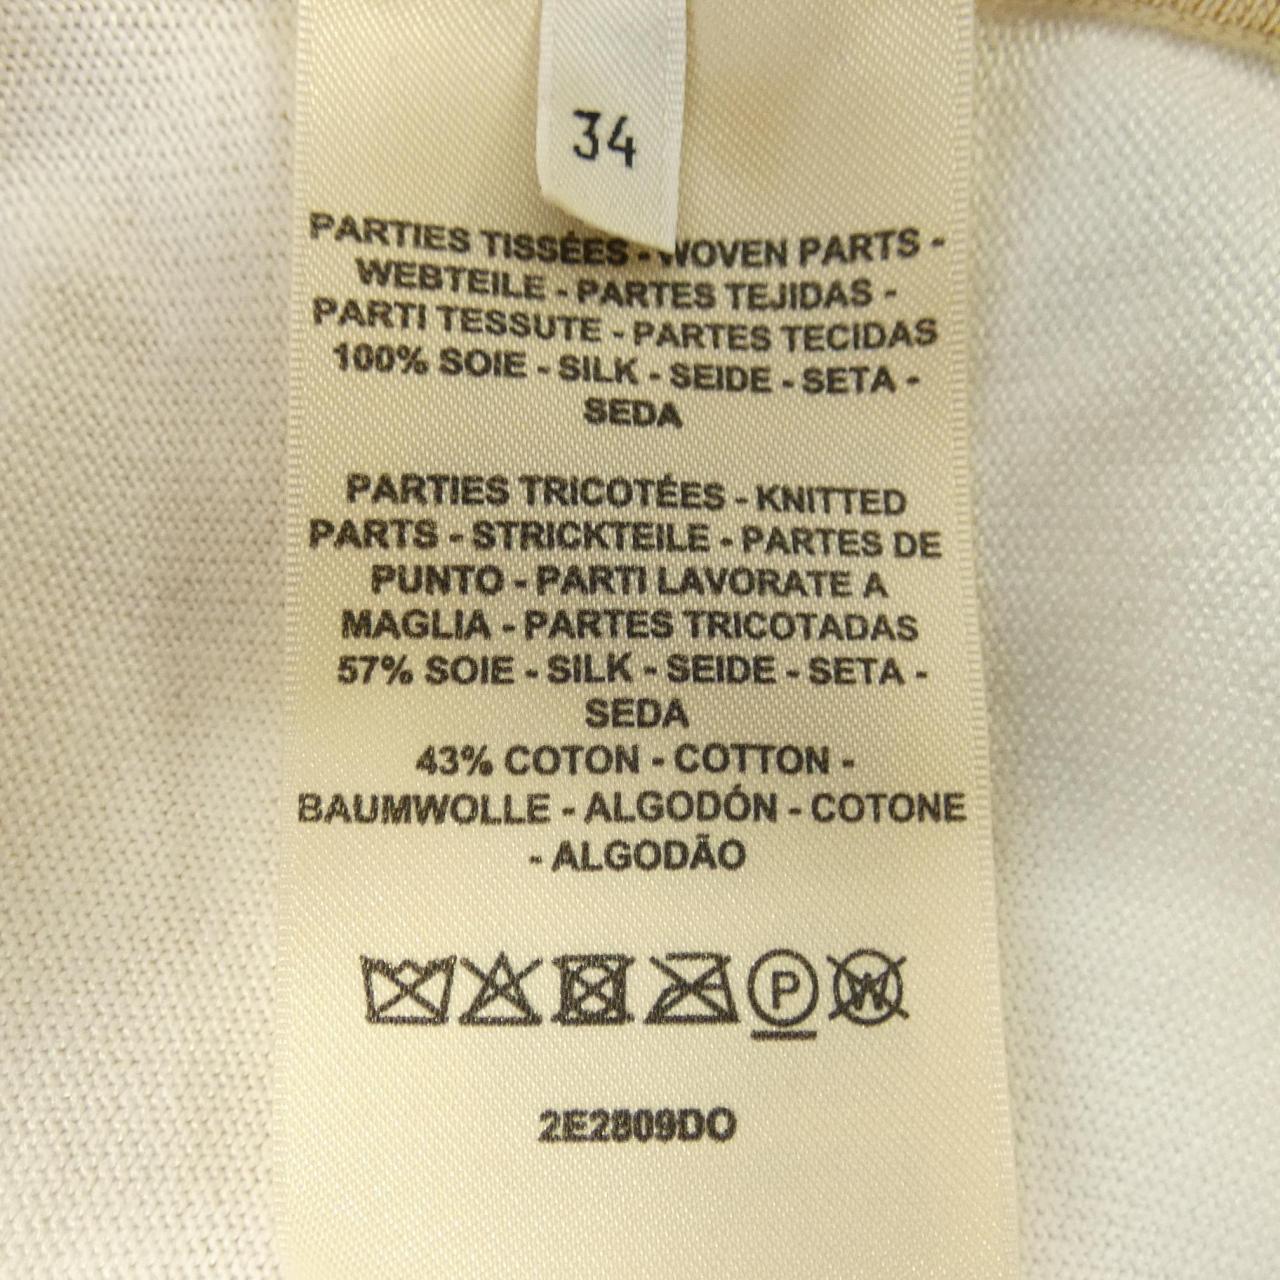 34
PARTIES TISSÉES - WOVEN PARTS -
WEBTEILE - PARTES TEJIDAS -
PARTI TESSUTE - PARTES TECIDAS
100% SOIE - SILK - SEIDE - SETA -
SEDA
PARTIES TRICOTÉES - KNITTED
PARTS - STRICKTEILE - PARTES DE
PUNTO - PARTI LAVORATE A
MAGLIA - PARTES TRICOTADAS
57% SOIE - SILK - SEIDE - SETA -
SEDA
43% COTON - COTTON -
BAUMWOLLE - ALGODÓN - COTONE
- ALGODÃO
P W
2E2809DO